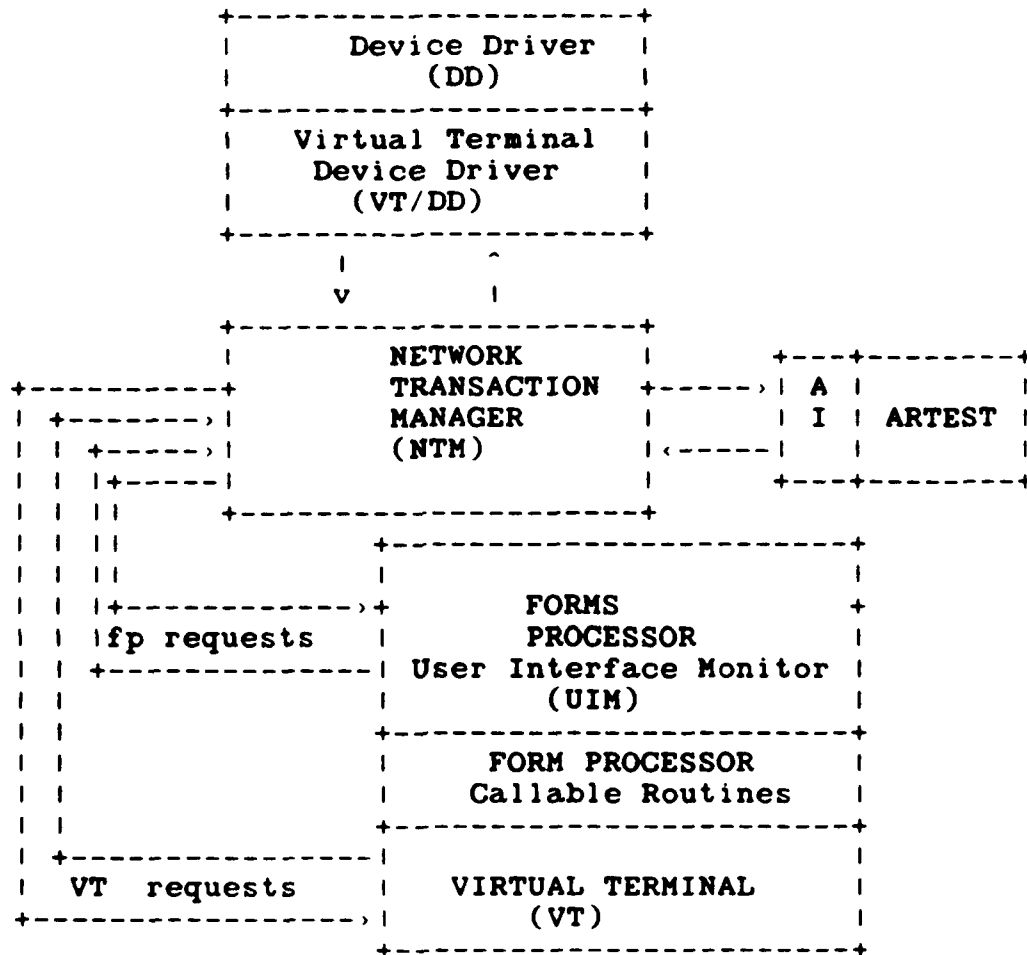 Device Driver
(DD)
Virtual Terminal
Device Driver
(VT/DD)
NETWORK
TRANSACTION
MANAGER
(NTM)
A
I
ARTEST
FORMS
PROCESSOR
User Interface Monitor
(UIM)
fp requests
FORM PROCESSOR
Callable Routines
VT requests
VIRTUAL TERMINAL
(VT)